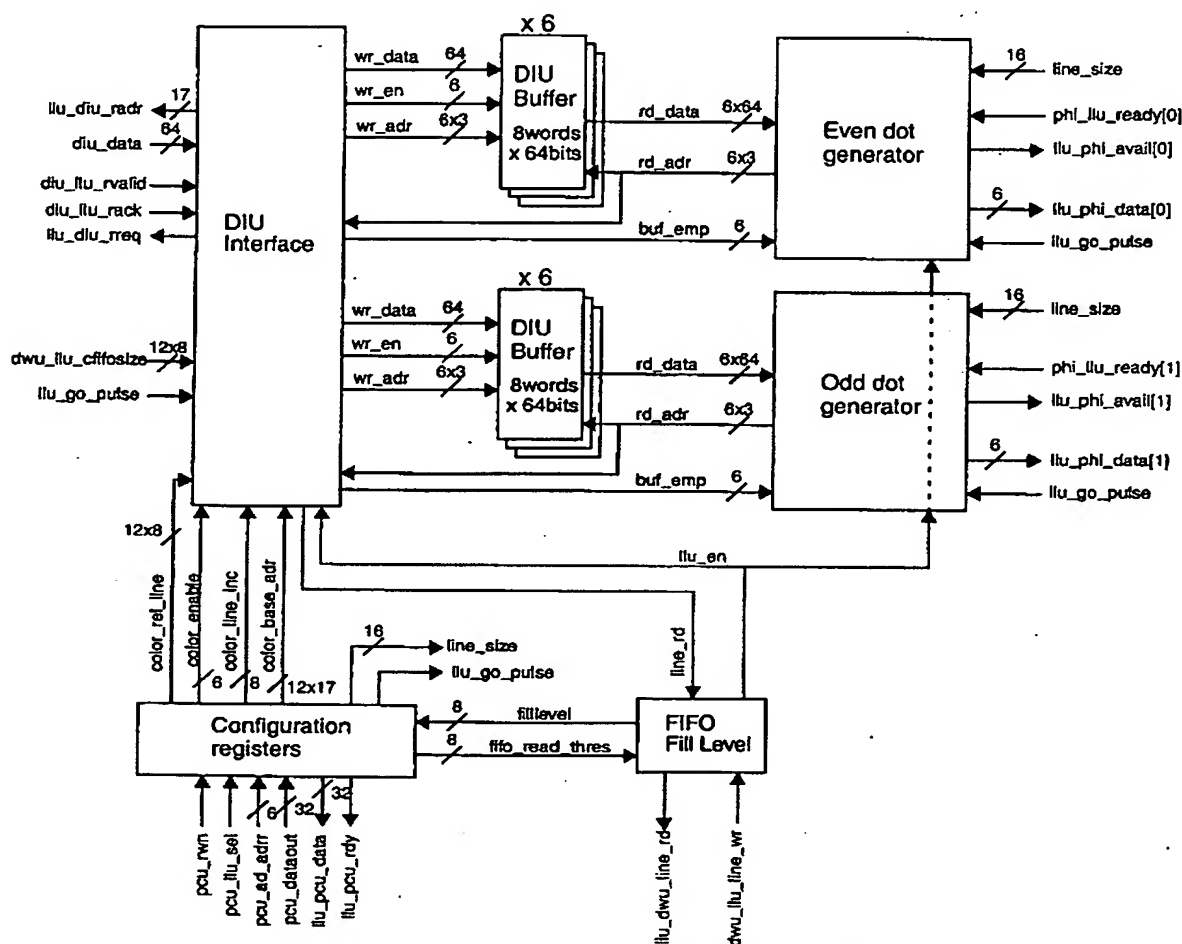 x 6
wr_data
64
wr_en
6
wr_adr
6x3
DIU
Buffer
8words
x 64bits
rd_data
6x64
rd_adr
6x3
buf_emp
6
Even dot
generator
16
line_size
phi_llu_ready[0]
llu_phi_avail[0]
6
llu_phi_data[0]
llu_go_pulse
llu_diu_radr
17
diu_data
64
diu_llu_rvalid
diu_llu_rack
llu_diu_rreq
DIU
Interface
dwu_llu_cfifosize
12x8
llu_go_pulse
x 6
wr_data
64
wr_en
6
wr_adr
6x3
DIU
Buffer
8words
x 64bits
rd_data
6x64
rd_adr
6x3
buf_emp
6
Odd dot
generator
16
line_size
phi_llu_ready[1]
llu_phi_avail[1]
6
llu_phi_data[1]
llu_go_pulse
llu_en
12x8
color_rel_line
color_enable
6
color_line_inc
8
color_base_adr
12x17
16
line_size
llu_go_pulse
line_rd
Configuration
registers
8
filllevel
8
fifo_read_thres
FIFO
Fill Level
pcu_rwn
pcu_llu_sel
pcu_ad_adrr
6
pcu_dataout
32
llu_pcu_data
32
llu_pcu_rdy
llu_dwu_line_rd
dwu_llu_line_wr